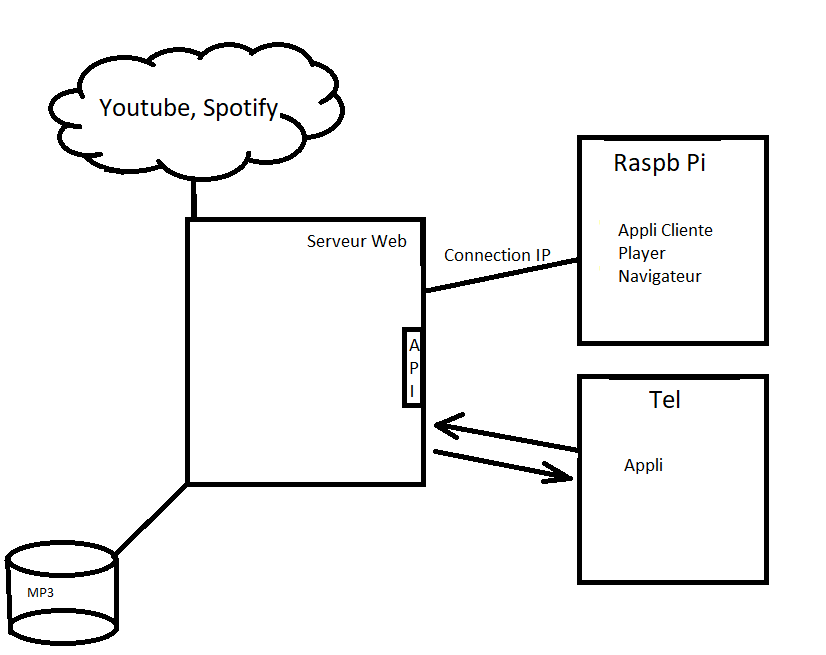 Youtube, Spotify
Serveur Web
Connection IP
Raspb Pi
Appli Cliente
Player
Navigateur
A
P
I
Tel
Appli
MP3